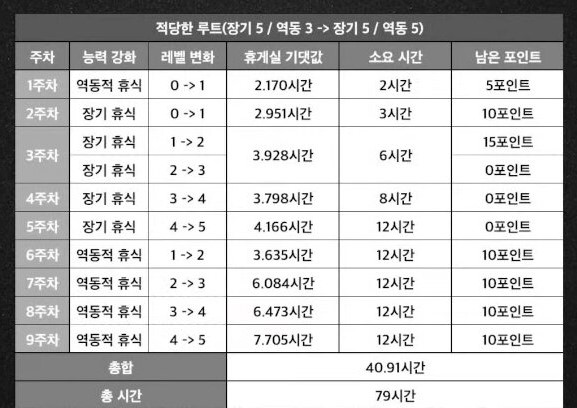 적당한 루트(장기 5 / 역동 3 -> 장기 5 / 역동 5)
주차 능력 강화 레벨 변화 휴게실 기댓값 소요 시간 남은 포인트
1주차 역동적 휴식 0 -> 1 2.170시간 2시간 5포인트
2주차 장기 휴식 0 -> 1 2.951시간 3시간 10포인트
3주차 장기 휴식 1 -> 2 3.928시간 6시간 15포인트
장기 휴식 2 -> 3 0포인트
4주차 장기 휴식 3 -> 4 3.798시간 8시간 0포인트
5주차 장기 휴식 4 -> 5 4.166시간 12시간 0포인트
6주차 역동적 휴식 1 -> 2 3.635시간 12시간 10포인트
7주차 역동적 휴식 2 -> 3 6.084시간 12시간 10포인트
8주차 역동적 휴식 3 -> 4 6.473시간 12시간 10포인트
9주차 역동적 휴식 4 -> 5 7.705시간 12시간 10포인트
총합 40.91시간
총 시간 79시간